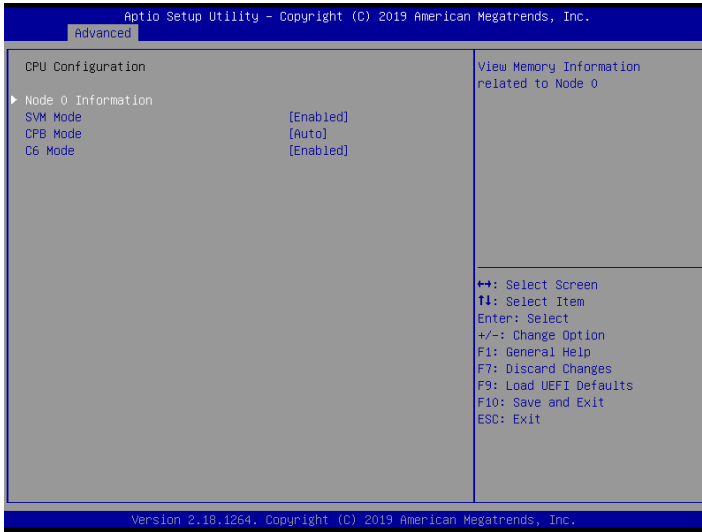 Aptio Setup Utility – Copyright (C) 2019 American Megatrends, Inc.
Advanced
CPU Configuration
Node 0 Information
SVM Mode [Enabled]
CPB Mode [Auto]
C6 Mode [Enabled]
View Memory Information
related to Node 0
↔: Select Screen
↑↓: Select Item
Enter: Select
+/-: Change Option
F1: General Help
F7: Discard Changes
F9: Load UEFI Defaults
F10: Save and Exit
ESC: Exit
Version 2.18.1264. Copyright (C) 2019 American Megatrends, Inc.